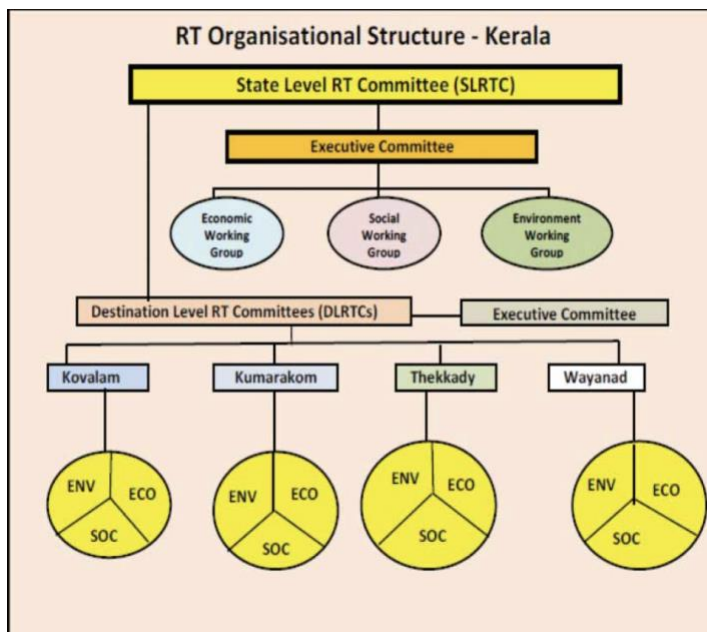 RT Organisational Structure - Kerala
State Level RT Committee (SLRTC)
Executive Committee
Economic
Working
Group
Social
Working
Group
Environment
Working
Group
Destination Level RT Committees (DLRTCs)
Executive Committee
Kovalam
Kumarakom
Thekkady
Wayanad
ENV
ECO
SOC
ENV
ECO
SOC
ENV
ECO
SOC
ENV
ECO
SOC